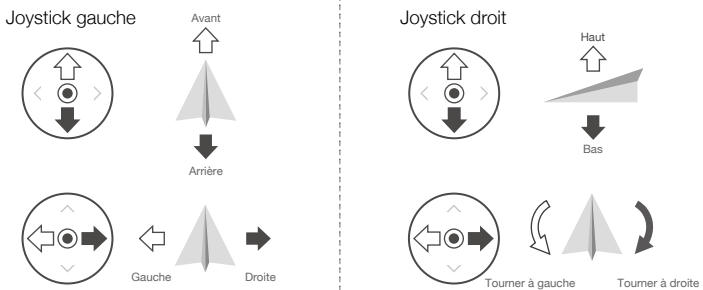 Joystick gauche
Avant
Arrière
Gauche
Droite
Joystick droit
Haut
Bas
Tourner à gauche
Tourner à droite